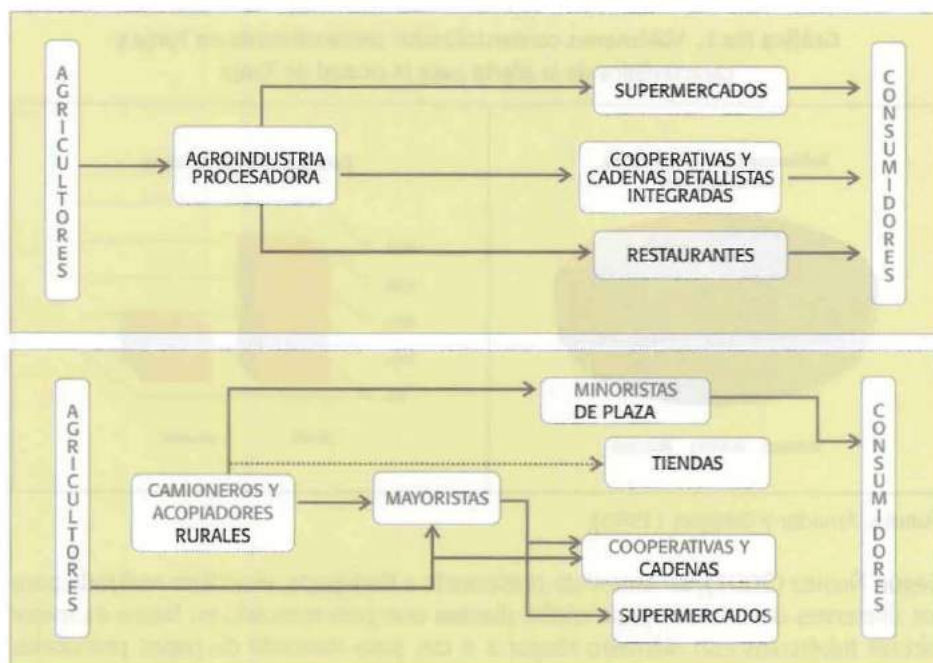 AGRICULTORES
AGROINDUSTRIA
PROCESADORA
SUPERMERCADOS
COOPERATIVAS Y
CADENAS DETALLISTAS
INTEGRADAS
RESTAURANTES
CONSUMIDORES
AGRICULTORES
CAMIONEROS Y
ACOPIADORES
RURALES
MAYORISTAS
MINORISTAS
DE PLAZA
TIENDAS
COOPERATIVAS Y
CADENAS
SUPERMERCADOS
CONSUMIDORES